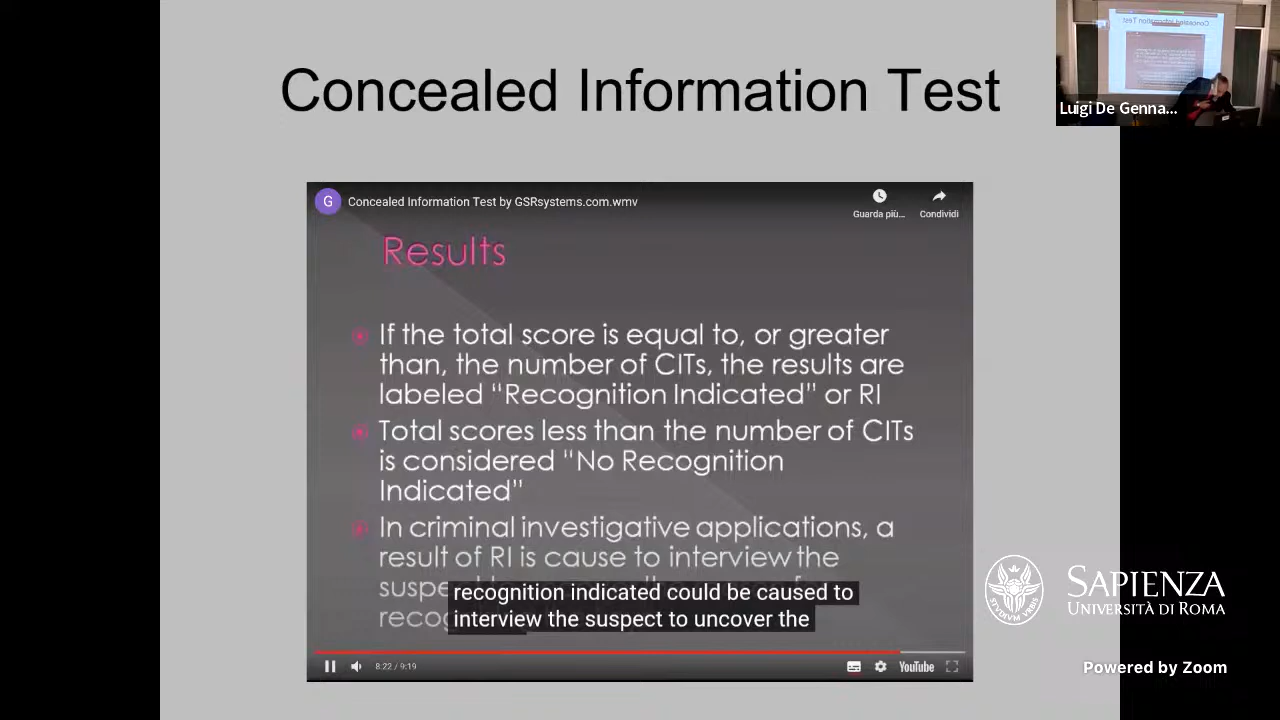 Concealed Information Test
Luigi De Genna...
G
Concealed Information Test by GSRsystems.com.wmv
Guarda più...
Condividi
Results
If the total score is equal to, or greater
than, the number of CITs, the results are
labeled “Recognition Indicated” or RI
Total scores less than the number of CITs
is considered “No Recognition
Indicated”
In criminal investigative applications, a
result of RI is cause to interview the
recognition indicated could be caused to
interview the suspect to uncover the
8:22 / 9:19
YouTube
SAPIENZA
UNIVERSITÀ DI ROMA
Powered by Zoom